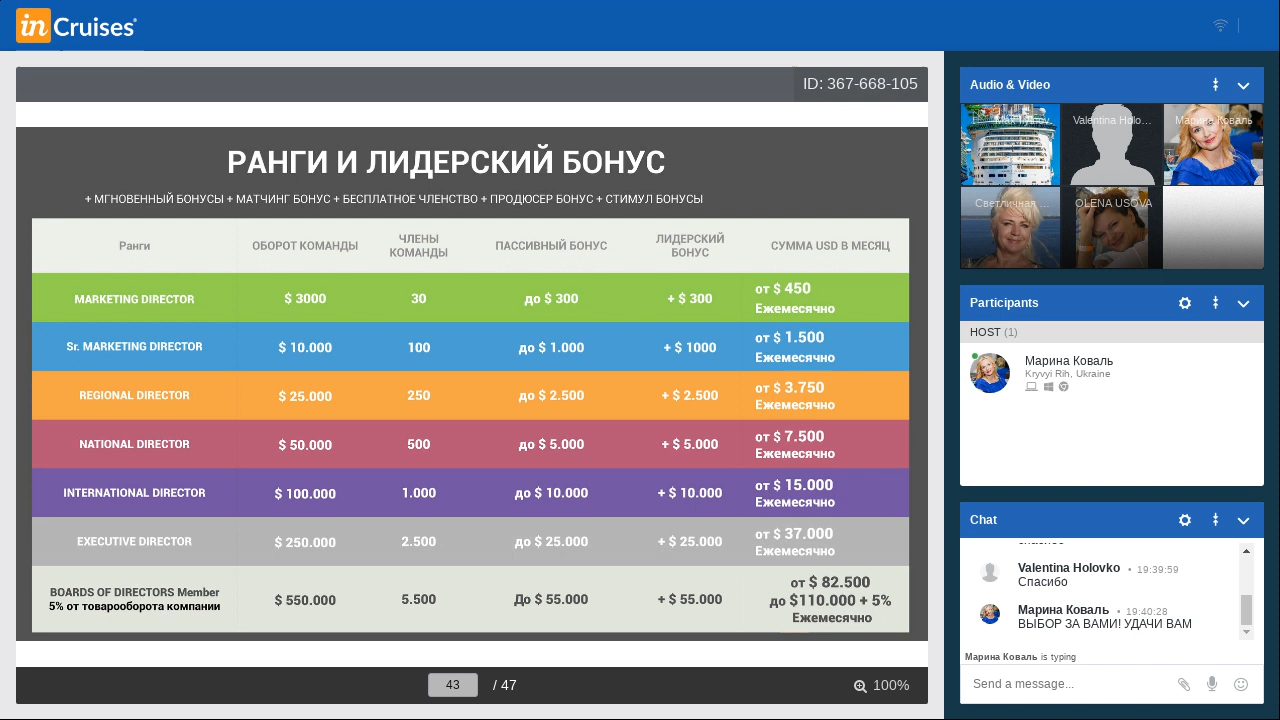 in Cruises®
ID: 367-668-105
РАНГИ И ЛИДЕРСКИЙ БОНУС
+ МГНОВЕННЫЙ БОНУСЫ + МАТЧИНГ БОНУС + БЕСПЛАТНОЕ ЧЛЕНСТВО + ПРОДЮСЕР БОНУС + СТИМУЛ БОНУСЫ
Ранги ОБОРОТ КОМАНДЫ ЧЛЕНЫ КОМАНДЫ ПАССИВНЫЙ БОНУС ЛИДЕРСКИЙ БОНУС СУММА USD В МЕСЯЦ
MARKETING DIRECTOR $ 3000 30 до $ 300 + $ 300 от $ 450 Ежемесячно
Sr. MARKETING DIRECTOR $ 10.000 100 до $ 1.000 + $ 1000 от $ 1.500 Ежемесячно
REGIONAL DIRECTOR $ 25.000 250 до $ 2.500 + $ 2.500 от $ 3.750 Ежемесячно
NATIONAL DIRECTOR $ 50.000 500 до $ 5.000 + $ 5.000 от $ 7.500 Ежемесячно
INTERNATIONAL DIRECTOR $ 100.000 1.000 до $ 10.000 + $ 10.000 от $ 15.000 Ежемесячно
EXECUTIVE DIRECTOR $ 250.000 2.500 до $ 25.000 + $ 25.000 от $ 37.000 Ежемесячно
BOARDS OF DIRECTORS Member
5% от товарооборота компании
$ 550.000 5.500 До $ 55.000 + $ 55.000
от $ 82.500
до $110.000 + 5%
Ежемесячно
43 / 47
100%
Audio & Video
Valentina Holo...
Марина Коваль
Светличная ...
OLENA USOVA
Participants
HOST (1)
Марина Коваль
Kryvyi Rih, Ukraine
Chat
Valentina Holovko • 19:39:59
Спасибо
Марина Коваль • 19:40:28
ВЫБОР ЗА ВАМИ! УДАЧИ ВАМ
Марина Коваль is typing
Send a message...